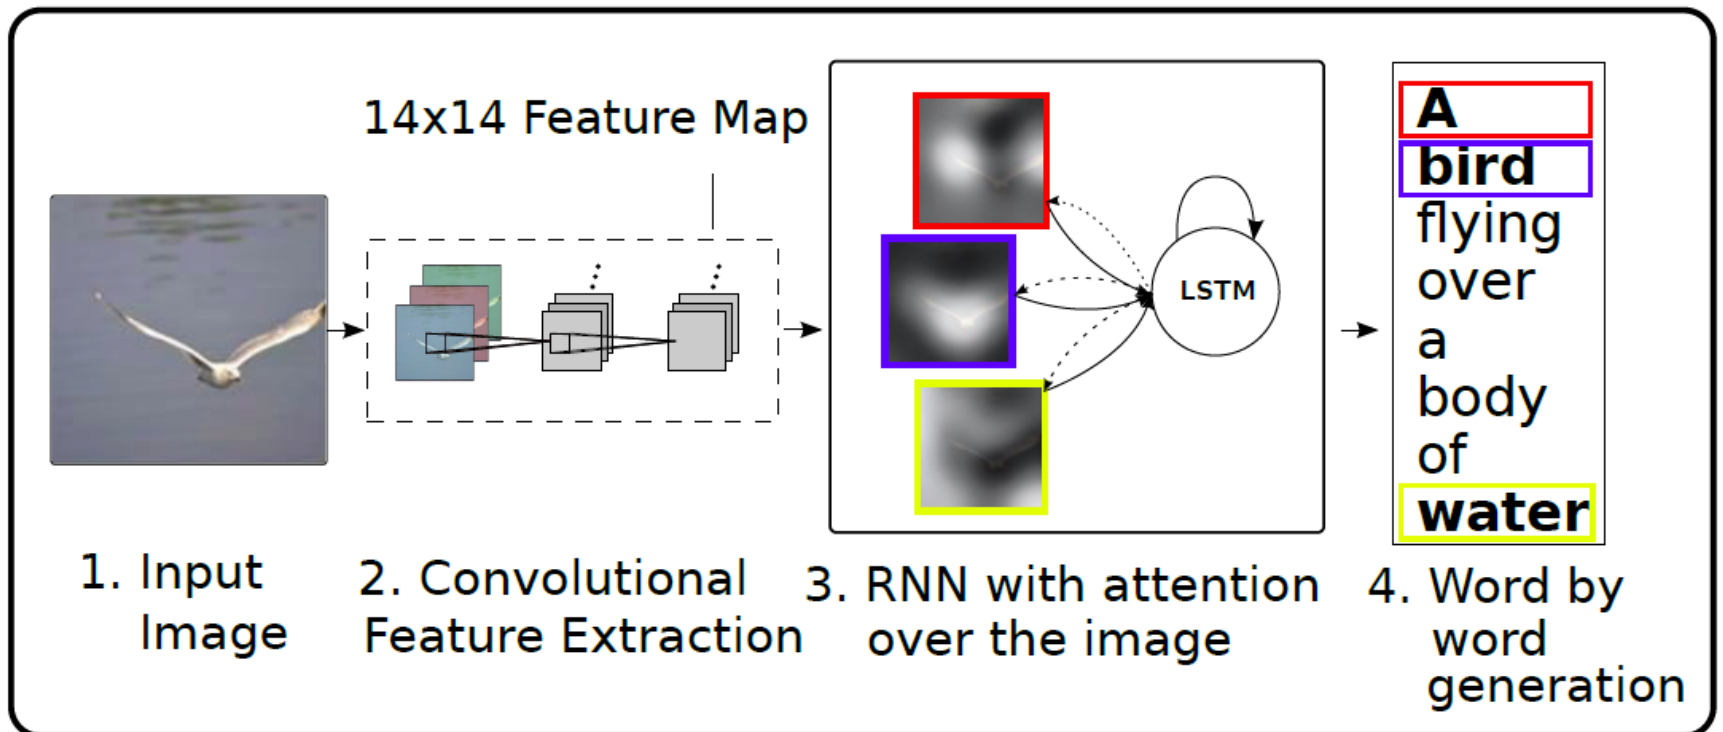 14x14 Feature Map
LSTM
A
bird
flying
over
a
body
of
water
1. Input
Image
2. Convolutional
Feature Extraction
3. RNN with attention
over the image
4. Word by
word
generation